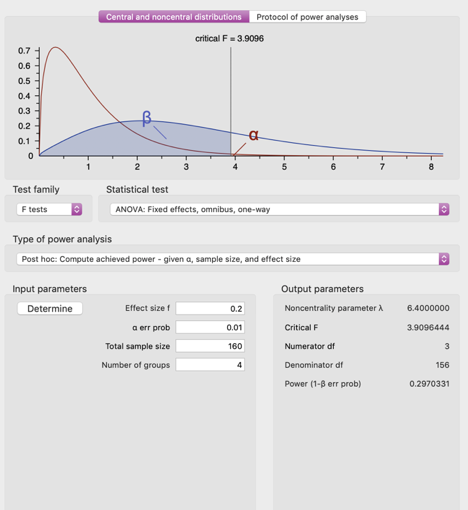 Central and noncentral distributions Protocol of power analyses
critical F = 3.9096
0.7
0.6
0.5
0.4
0.3
0.2
0.1
0
β
α
1 2 3 4 5 6 7 8
Test family Statistical test
F tests ANOVA: Fixed effects, omnibus, one-way
Type of power analysis
Post hoc: Compute achieved power - given α, sample size, and effect size
Input parameters Output parameters
Determine Effect size f 0.2 Noncentrality parameter λ 6.4000000
α err prob 0.01 Critical F 3.9096444
Total sample size 160 Numerator df 3
Number of groups 4 Denominator df 156
Power (1-β err prob) 0.2970331